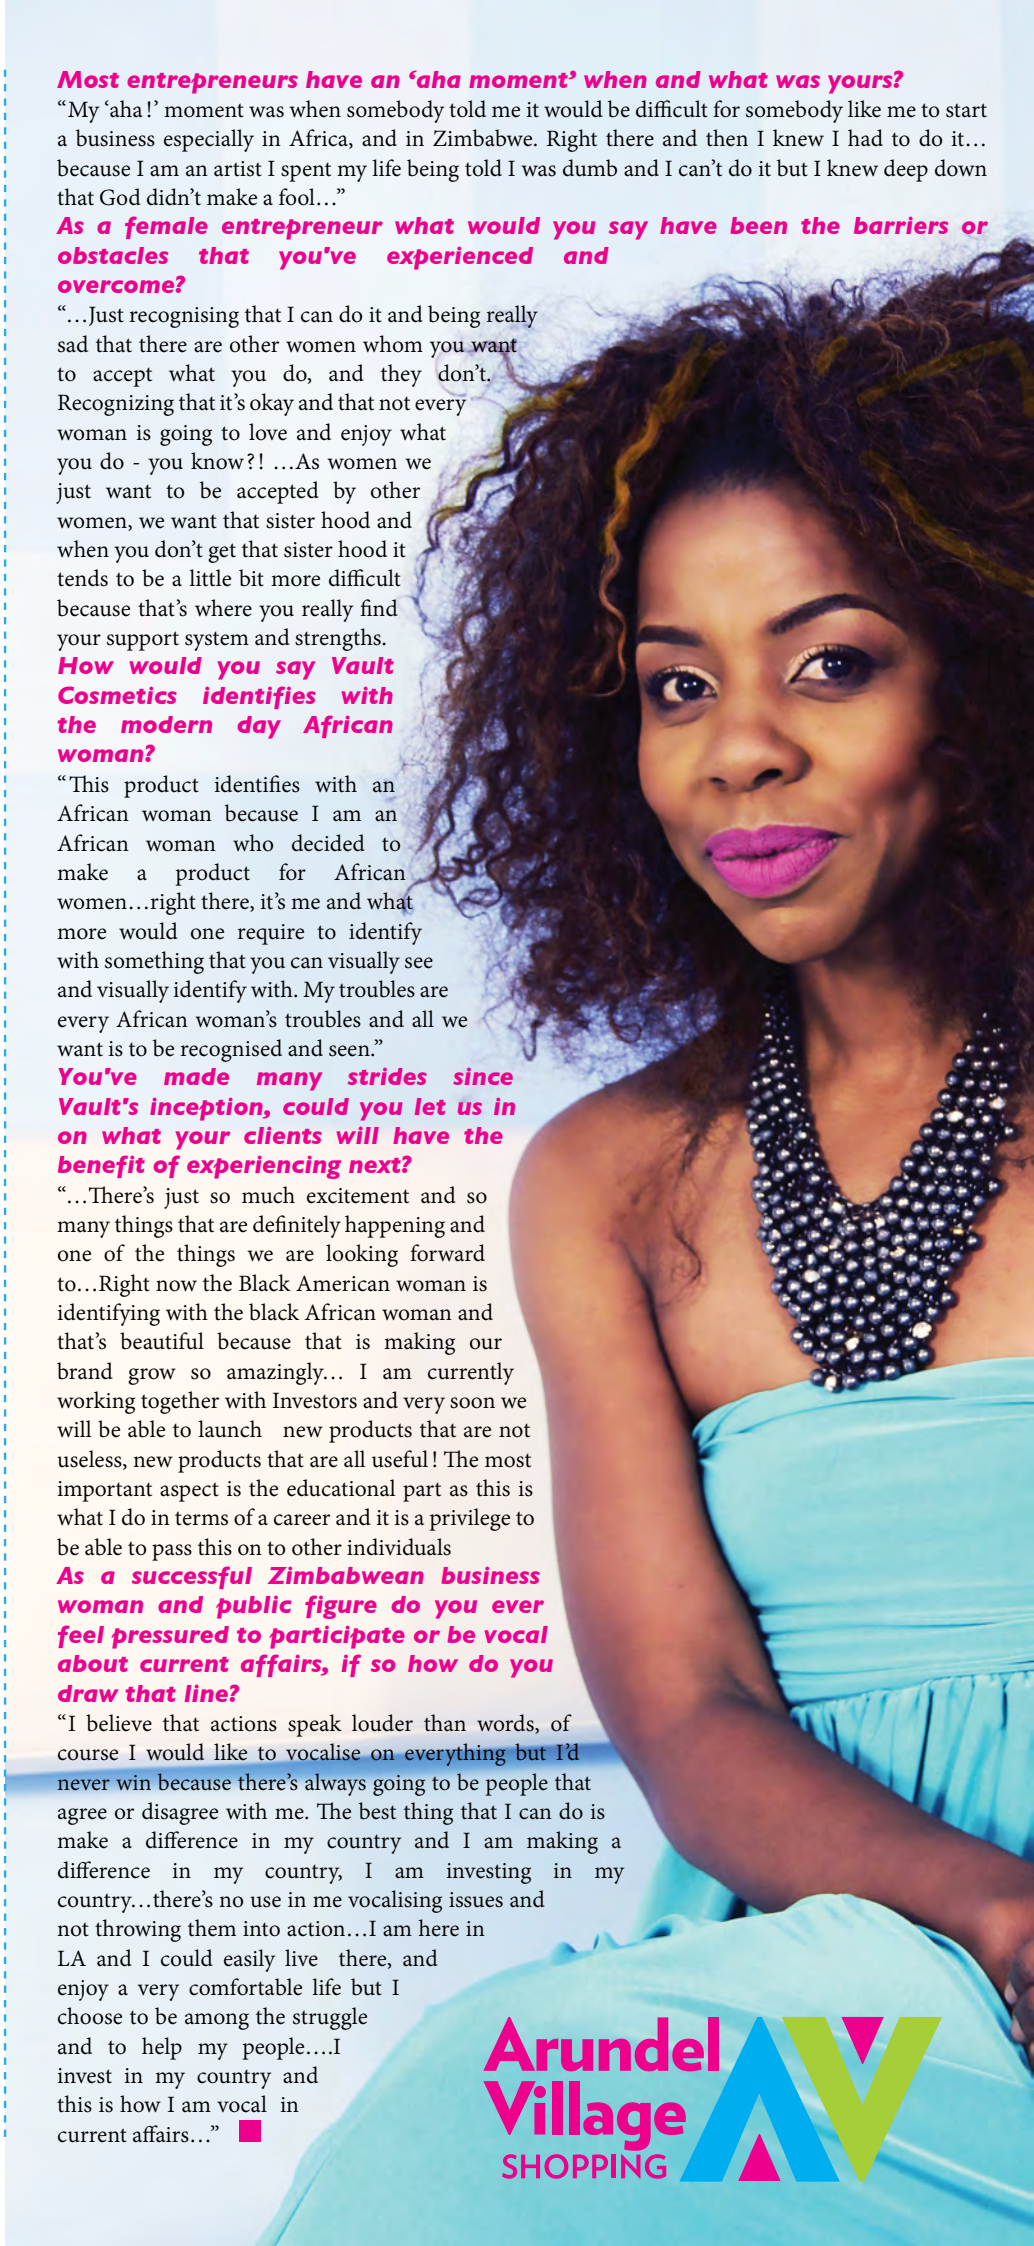 Most entrepreneurs have an ‘aha moment’ when and what was yours?
“My ‘aha!’ moment was when somebody told me it would be difficult for somebody like me to start
a business especially in Africa, and in Zimbabwe. Right there and then I knew I had to do it…
because I am an artist I spent my life being told I was dumb and I can’t do it but I knew deep down
that God didn’t make a fool…”
As a female entrepreneur what would you say have been the barriers or
obstacles that you've experienced and
overcome?
“…Just recognising that I can do it and being really
sad that there are other women whom you want
to accept what you do, and they don’t.
Recognizing that it’s okay and that not every
woman is going to love and enjoy what
you do - you know?! …As women we
just want to be accepted by other
women, we want that sister hood and
when you don’t get that sister hood it
tends to be a little bit more difficult
because that’s where you really find
your support system and strengths.
How would you say Vault
Cosmetics identifies with
the modern day African
woman?
“This product identifies with an
African woman because I am an
African woman who decided to
make a product for African
women…right there, it’s me and what
more would one require to identify
with something that you can visually see
and visually identify with. My troubles are
every African woman’s troubles and all we
want is to be recognised and seen.”
You've made many strides since
Vault's inception, could you let us in
on what your clients will have the
benefit of experiencing next?
“…There’s just so much excitement and so
many things that are definitely happening and
one of the things we are looking forward
to…Right now the Black American woman is
identifying with the black African woman and
that’s beautiful because that is making our
brand grow so amazingly… I am currently
working together with Investors and very soon we
will be able to launch new products that are not
useless, new products that are all useful! The most
important aspect is the educational part as this is
what I do in terms of a career and it is a privilege to
be able to pass this on to other individuals
As a successful Zimbabwean business
woman and public figure do you ever
feel pressured to participate or be vocal
about current affairs, if so how do you
draw that line?
“I believe that actions speak louder than words, of
course I would like to vocalise on everything but I’d
never win because there’s always going to be people that
agree or disagree with me. The best thing that I can do is
make a difference in my country and I am making a
difference in my country, I am investing in my
country…there’s no use in me vocalising issues and
not throwing them into action…I am here in
LA and I could easily live there, and
enjoy a very comfortable life but I
choose to be among the struggle
and to help my people….I
invest in my country and
this is how I am vocal in
current affairs…”
Arundel
Village
SHOPPING